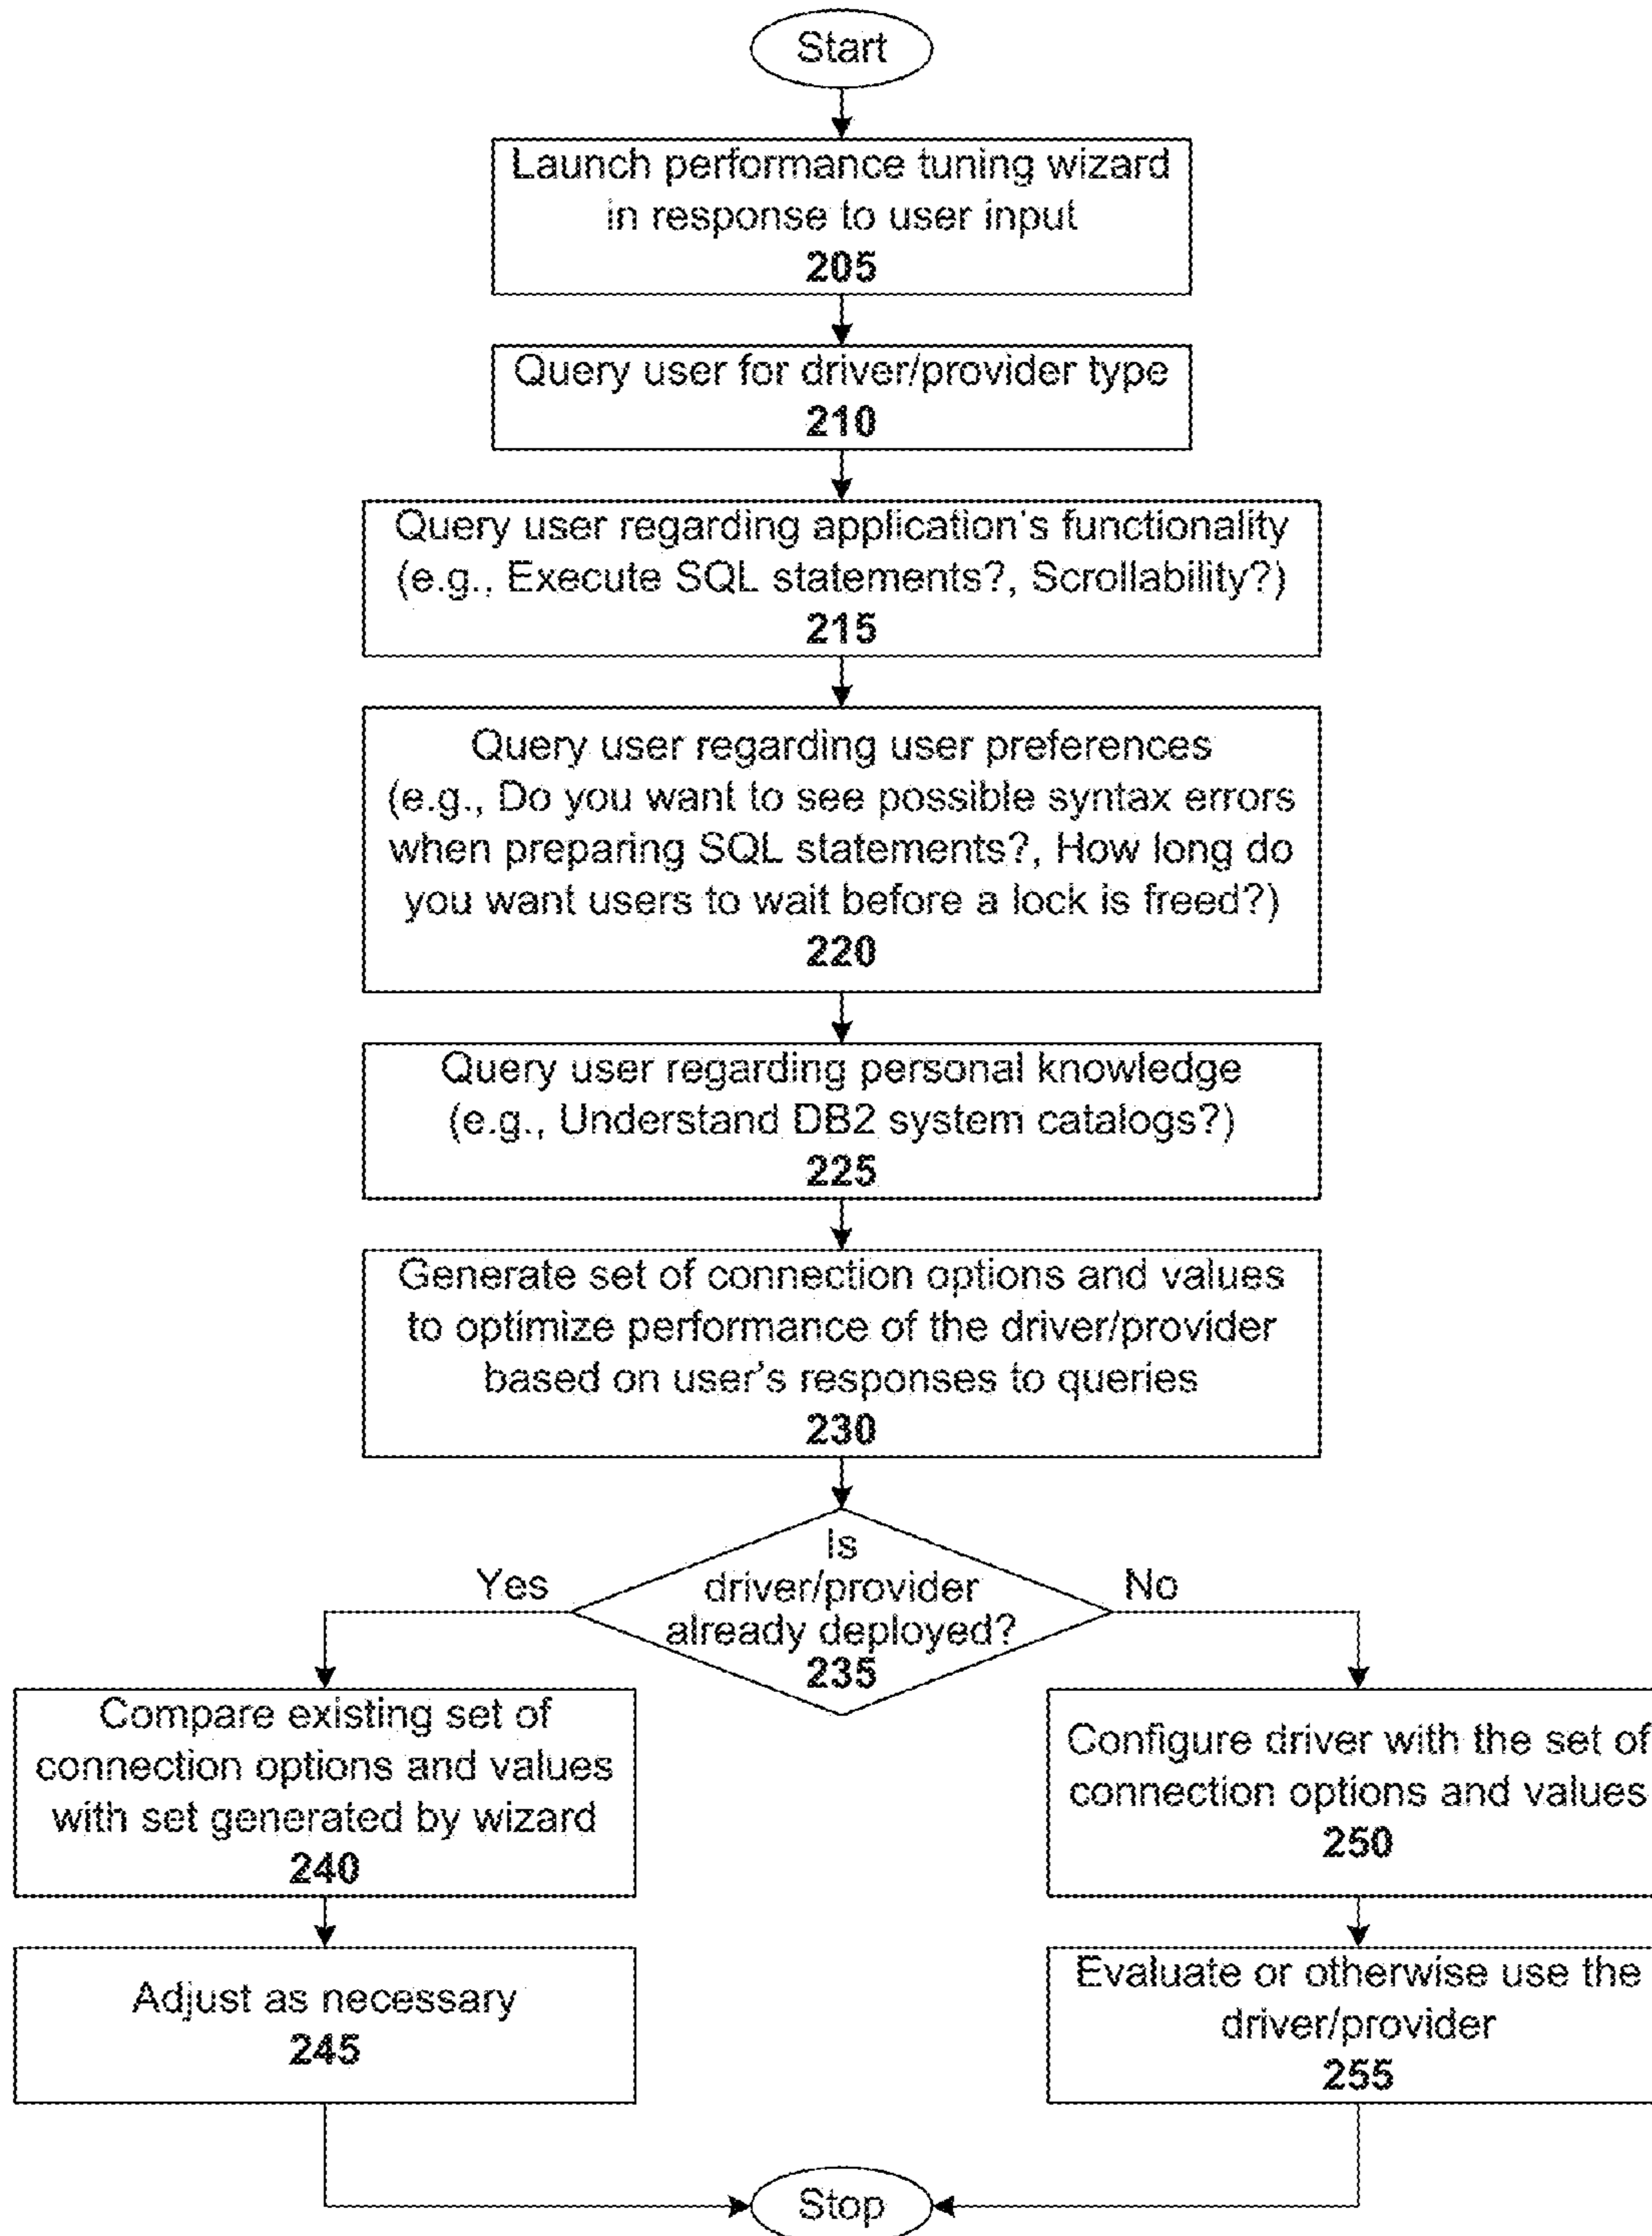 Start
Launch performance tuning wizard
in response to user input
205
Query user for driver/provider type
210
Query user regarding application's functionality
(e.g., Execute SQL statements?, Scrollability?)
215
Query user regarding user preferences
(e.g., Do you want to see possible syntax errors
when preparing SQL statements?, How long do
you want users to wait before a lock is freed?)
220
Query user regarding personal knowledge
(e.g., Understand DB2 system catalogs?)
225
Generate set of connection options and values
to optimize performance of the driver/provider
based on user's responses to queries
230
Is
driver/provider
already deployed?
235
Yes
No
Compare existing set of
connection options and values
with set generated by wizard
240
Adjust as necessary
245
Configure driver with the set of
connection options and values
250
Evaluate or otherwise use the
driver/provider
255
Stop